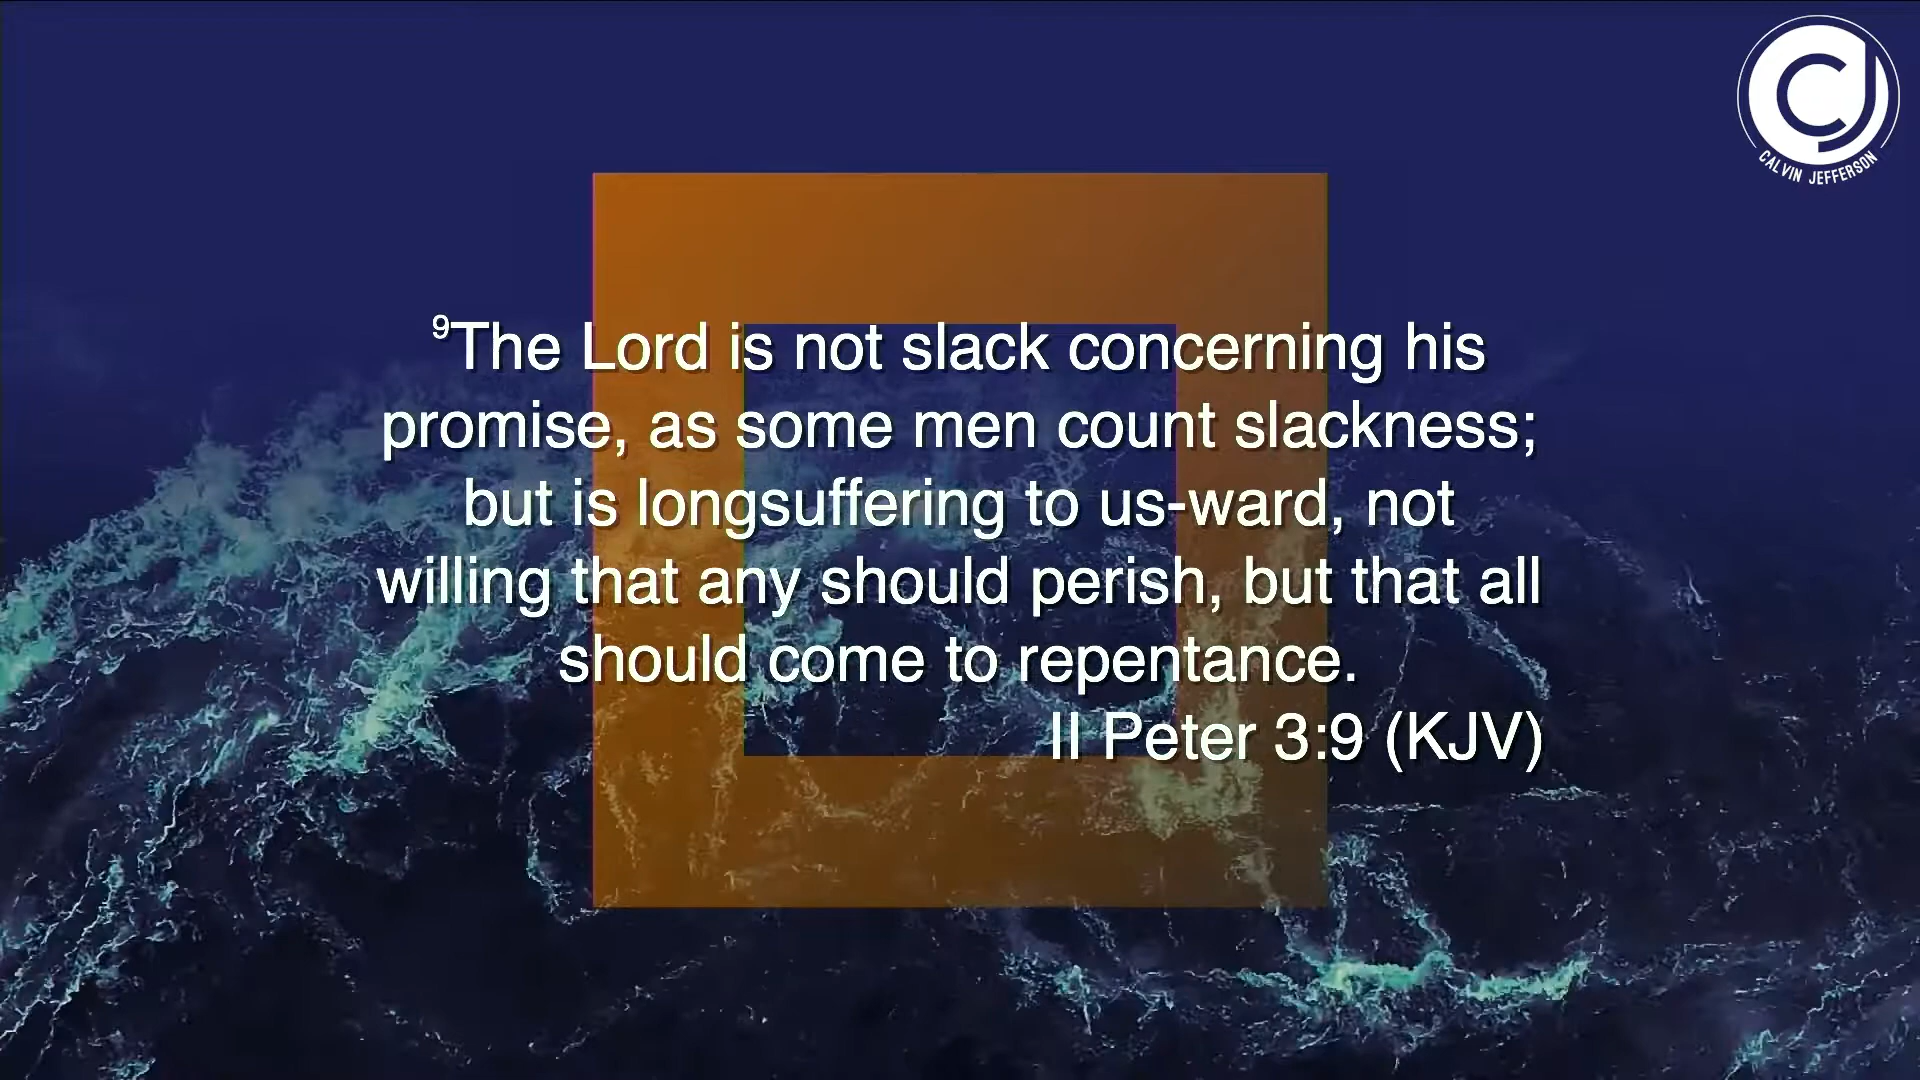 CJ
CALVIN JEFFERSON
⁹The Lord is not slack concerning his
promise, as some men count slackness;
but is longsuffering to us-ward, not
willing that any should perish, but that all
should come to repentance.
II Peter 3:9 (KJV)